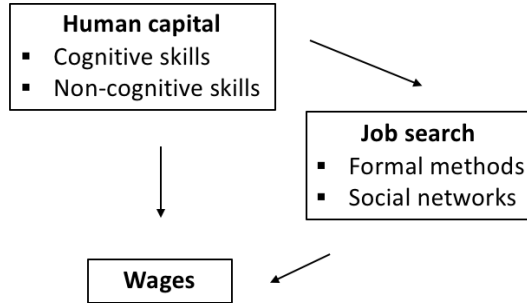 Human capital
▪ Cognitive skills
▪ Non-cognitive skills
Job search
▪ Formal methods
▪ Social networks
Wages